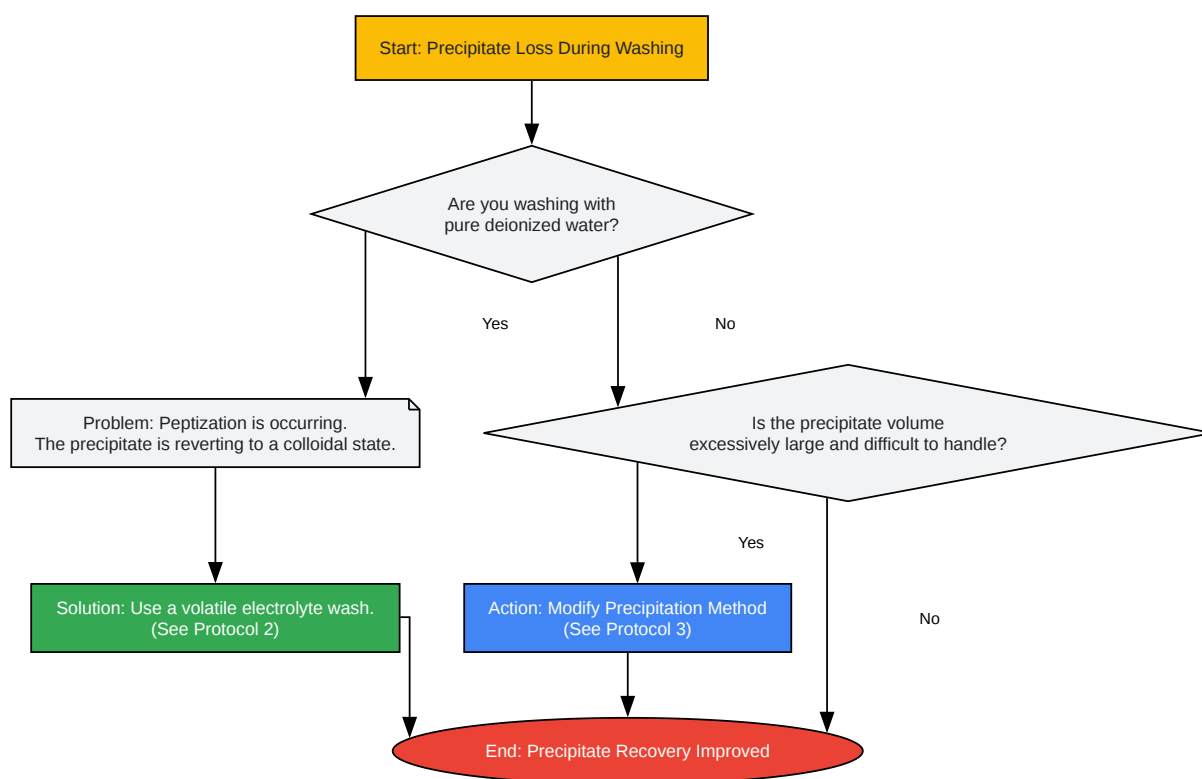 Start: Precipitate Loss During Washing
Are you washing with
pure deionized water?
Yes
No
Problem: Peptization is occurring.
The precipitate is reverting to a colloidal state.
Is the precipitate volume
excessively large and difficult to handle?
Yes
Solution: Use a volatile electrolyte wash.
(See Protocol 2)
Action: Modify Precipitation Method
(See Protocol 3)
No
End: Precipitate Recovery Improved